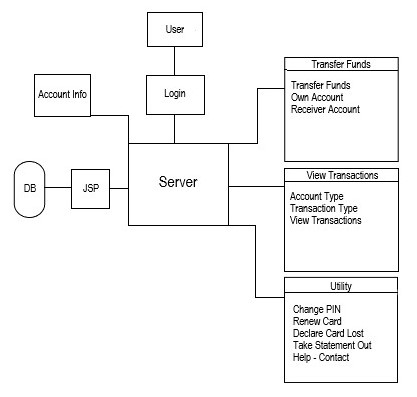 User
Login
Account Info
Server
DB
JSP
Transfer Funds
Transfer Funds
Own Account
Receiver Account
View Transactions
Account Type
Transaction Type
View Transactions
Utility
Change PIN
Renew Card
Declare Card Lost
Take Statement Out
Help - Contact